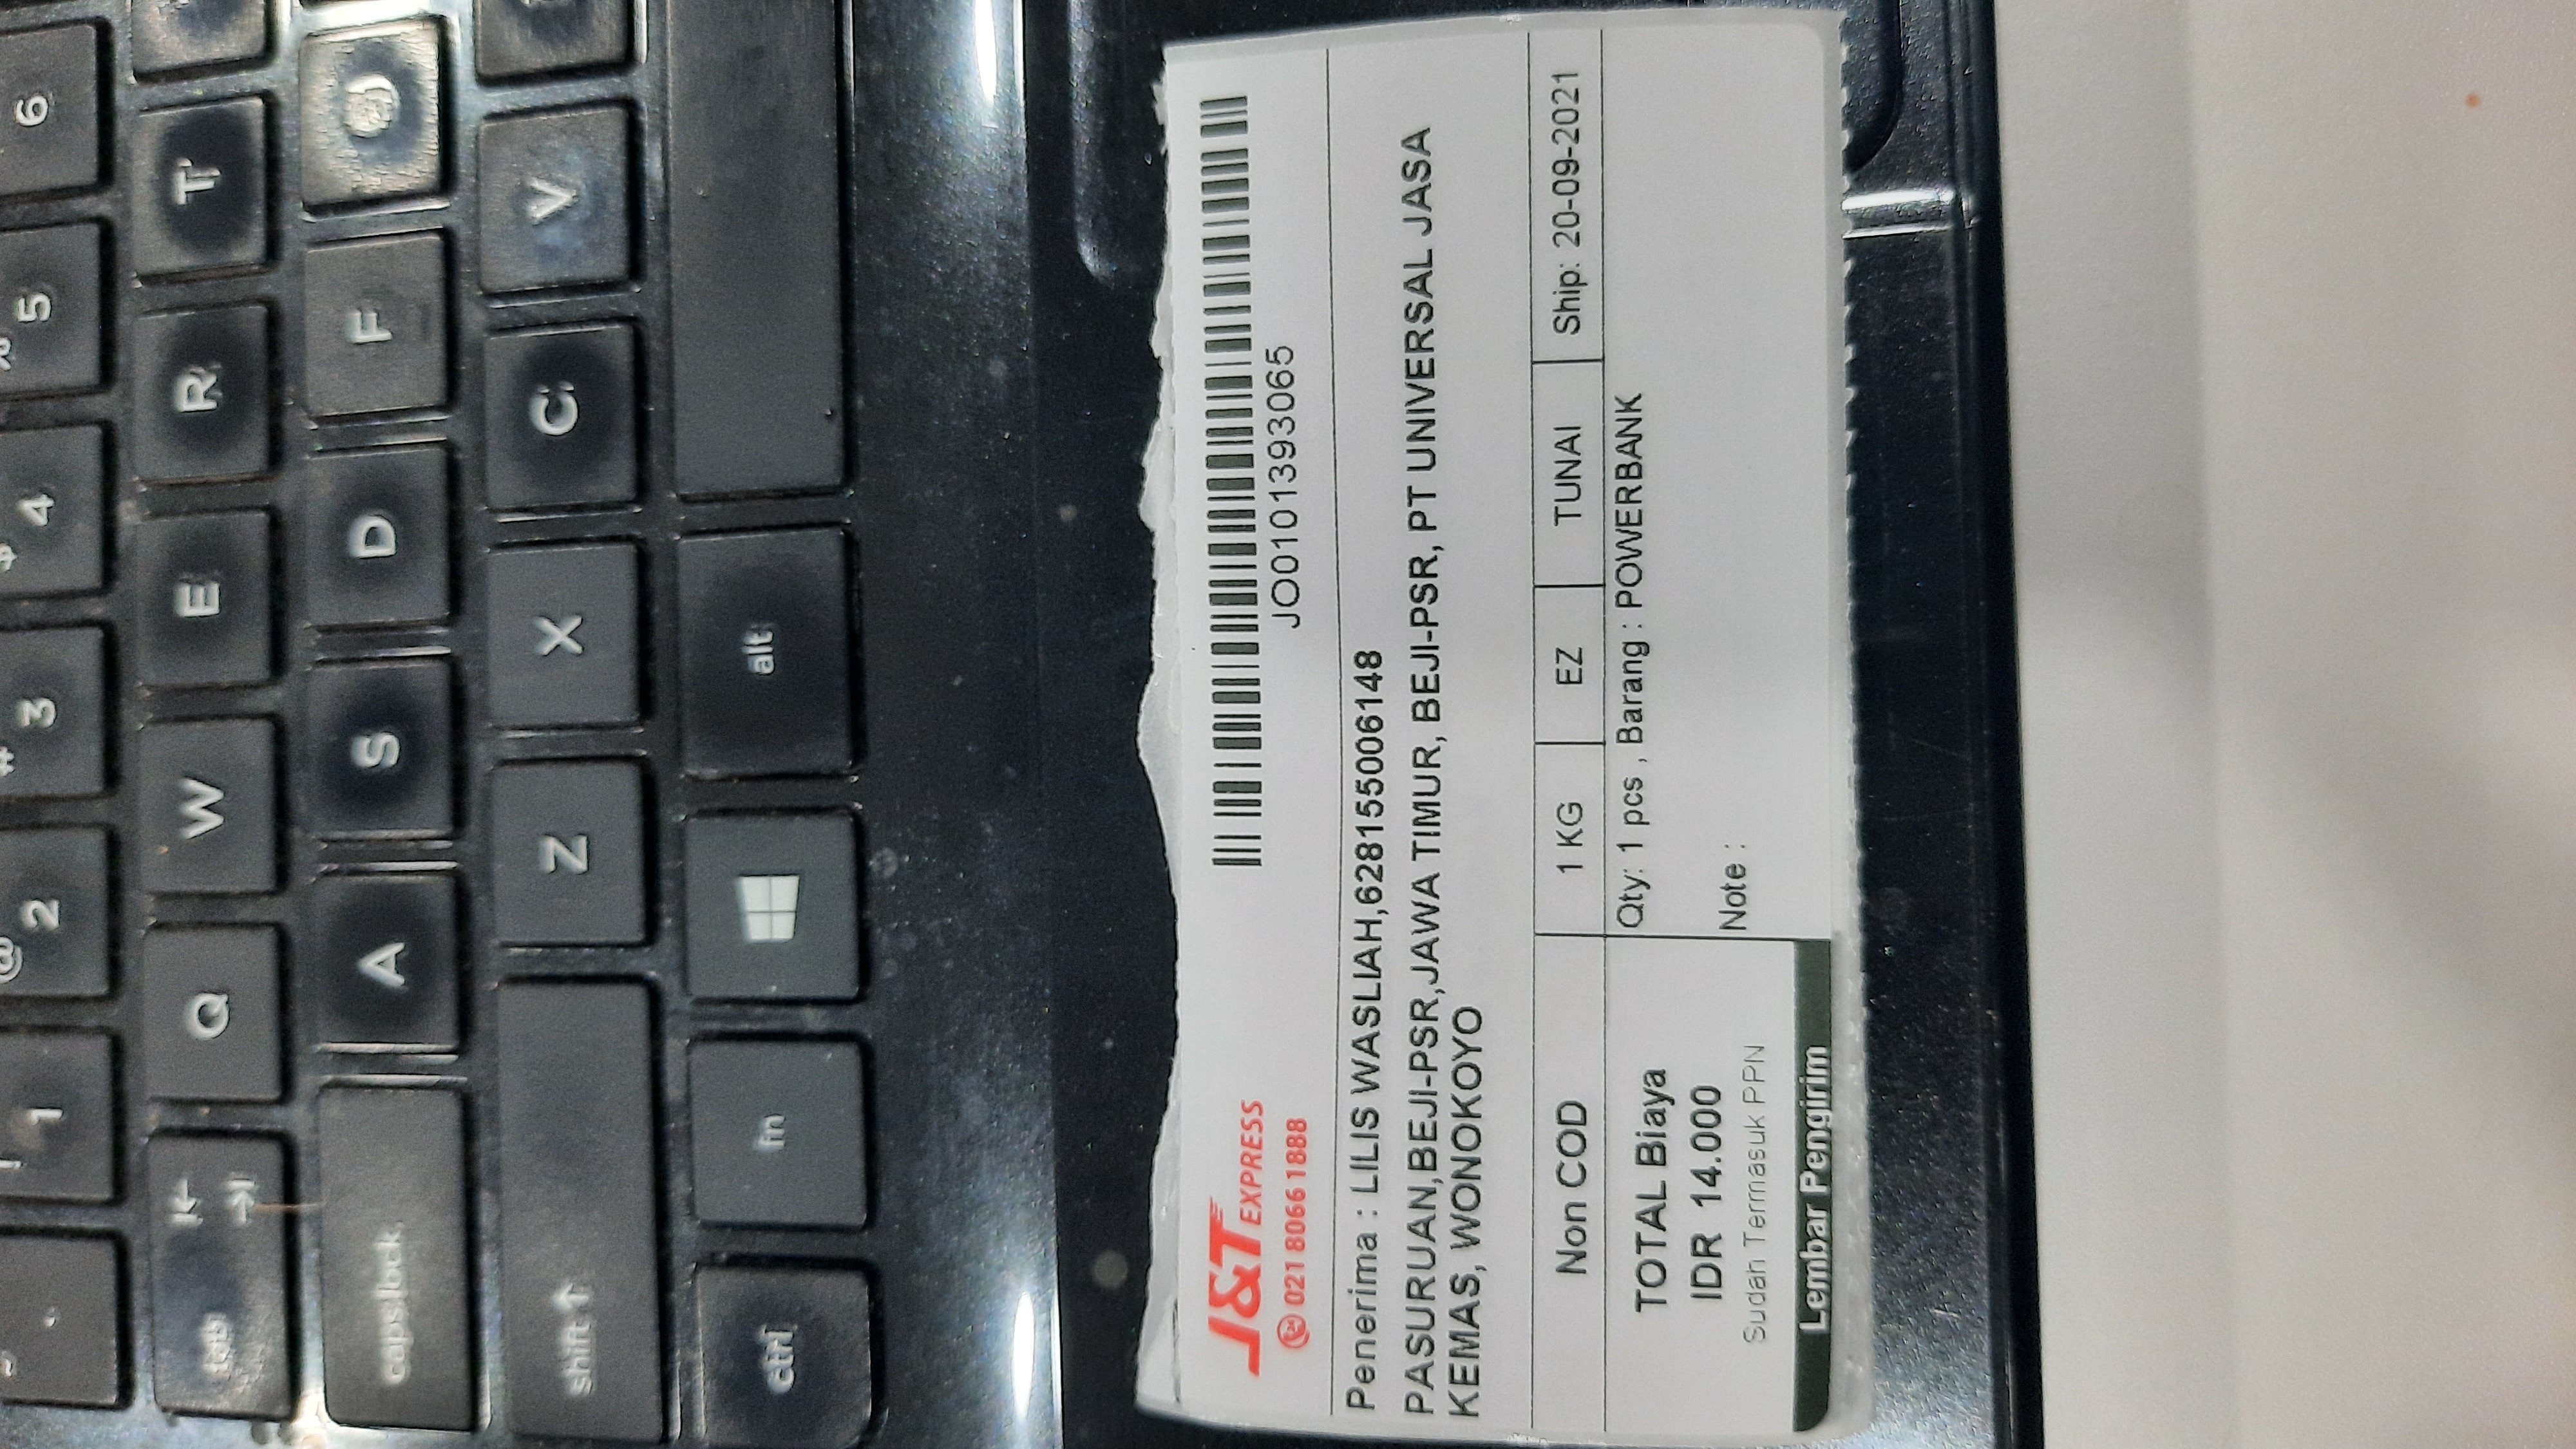 ~ ! @ # $ %
` 1 2 3 4 5 6
tab Q W E R T
caps lock A S D F
shift Z X C V
ctrl fn alt
J&T EXPRESS
24 021 8066 1888
JO0101393065
Penerima : LILIS WASLIAH,628155006148
PASURUAN,BEJI-PSR,JAWA TIMUR, BEJI-PSR, PT UNIVERSAL JASA
KEMAS, WONOKOYO
Non COD 1 KG EZ TUNAI Ship: 20-09-2021
TOTAL Biaya
IDR 14.000
Sudah Termasuk PPN
Lembar Pengirim
Qty: 1 pcs , Barang : POWERBANK
Note :